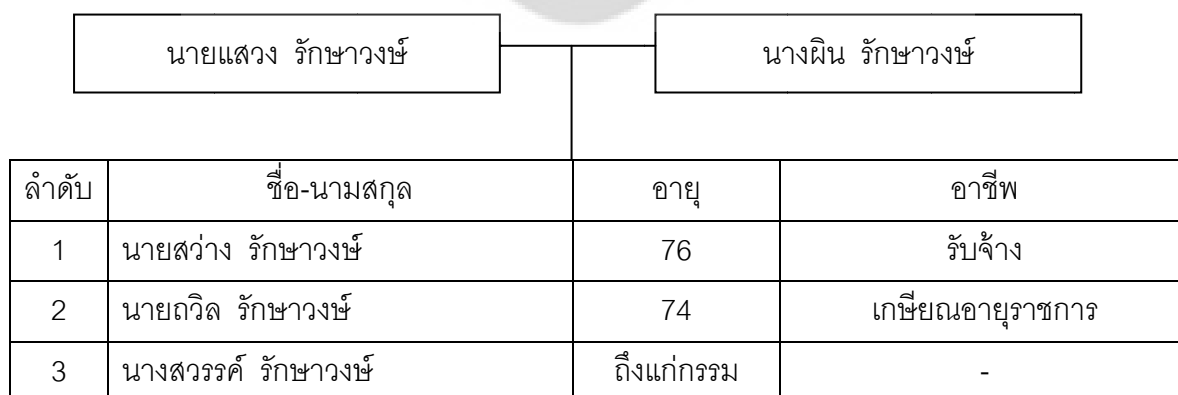 นายแสวง รักษาวงษ์ นางผิน รักษาวงษ์
ลำดับ ชื่อ-นามสกุล อายุ อาชีพ
1 นายสว่าง รักษาวงษ์ 76 รับจ้าง
2 นายถวิล รักษาวงษ์ 74 เกษียณอายุราชการ
3 นางสวรรค์ รักษาวงษ์ ถึงแก่กรรม -